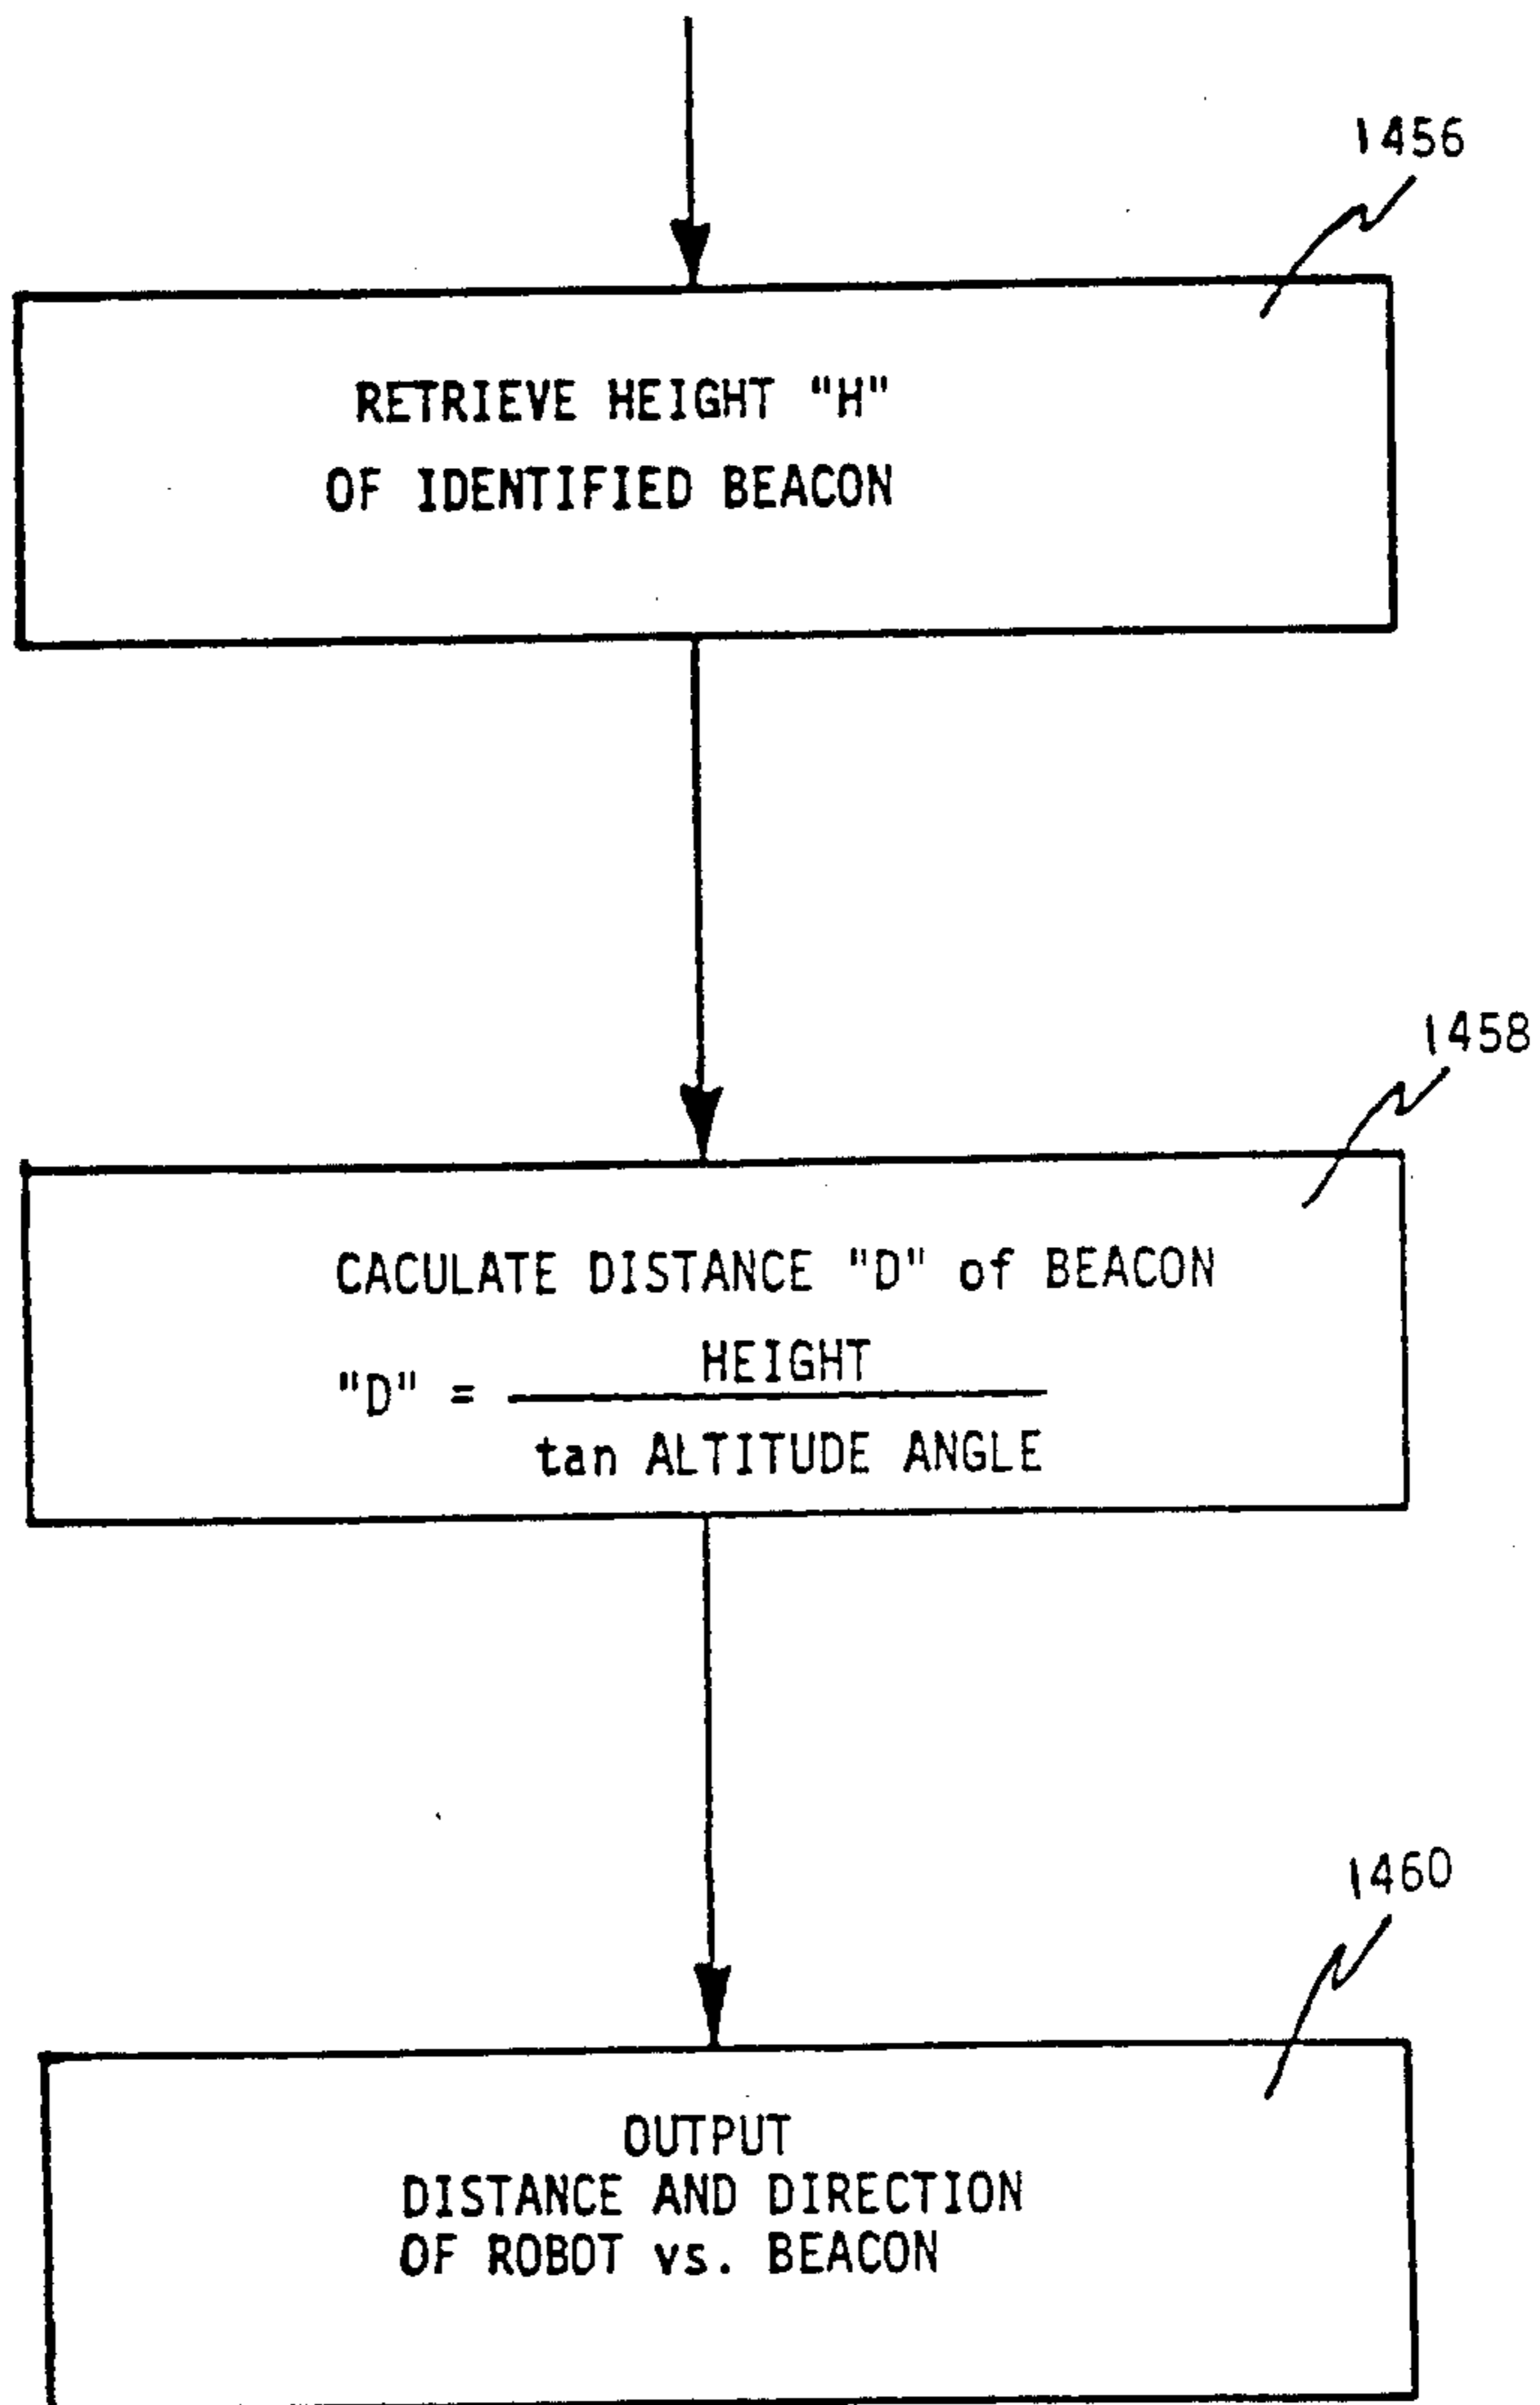 1456
RETRIEVE HEIGHT "H"
OF IDENTIFIED BEACON
1458
CACULATE DISTANCE "D" of BEACON
HEIGHT
"D" =
tan ALTITUDE ANGLE
1460
OUTPUT
DISTANCE AND DIRECTION
OF ROBOT vs. BEACON